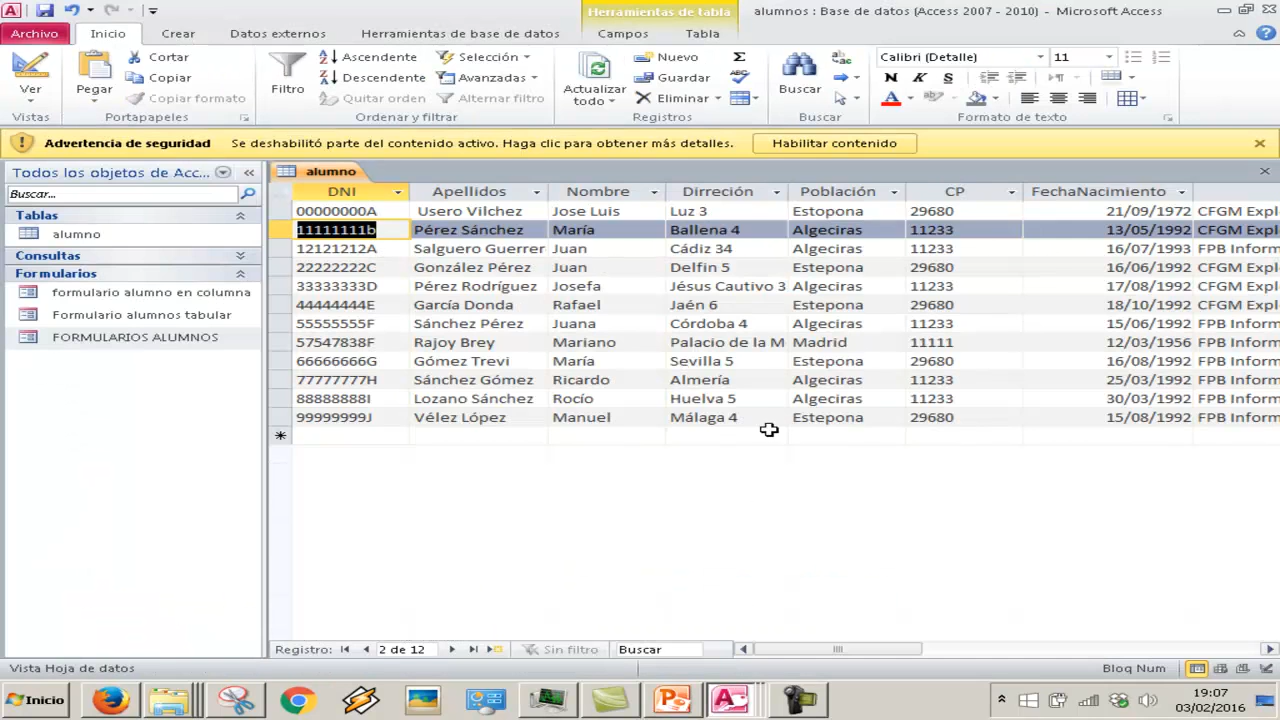 Herramientas de tabla
alumnos : Base de datos (Access 2007 - 2010) - Microsoft Access
Archivo Inicio Crear Datos externos Herramientas de base de datos Campos Tabla
Ver
Vistas
Pegar
Cortar
Copiar
Copiar formato
Portapapeles
Filtro
Ascendente
Descendente
Quitar orden
Selección
Avanzadas
Alternar filtro
Ordenar y filtrar
Actualizar todo
Nuevo
Guardar
Eliminar
Registros
Buscar
Buscar
Calibri (Detalle) 11
N K S
Formato de texto
Advertencia de seguridad Se deshabilitó parte del contenido activo. Haga clic para obtener más detalles. Habilitar contenido
Todos los objetos de Acc...
Buscar...
Tablas
alumno
Consultas
Formularios
formulario alumno en columna
Formulario alumnos tabular
FORMULARIOS ALUMNOS
alumno
DNI Apellidos Nombre Dirreción Población CP FechaNacimiento
00000000A Usero Vilchez Jose Luis Luz 3 Estopona 29680 21/09/1972 CFGM Expl
11111111b Pérez Sánchez María Ballena 4 Algeciras 11233 13/05/1992 CFGM Expl
12121212A Salguero Guerrer Juan Cádiz 34 Algeciras 11233 16/07/1993 FPB Inform
22222222C González Pérez Juan Delfin 5 Estepona 29680 16/06/1992 CFGM Expl
33333333D Pérez Rodríguez Josefa Jésus Cautivo 3 Algeciras 11233 17/08/1992 CFGM Expl
44444444E García Donda Rafael Jaén 6 Estepona 29680 18/10/1992 CFGM Expl
55555555F Sánchez Pérez Juana Córdoba 4 Algeciras 11233 15/06/1992 FPB Inform
57547838F Rajoy Brey Mariano Palacio de la M Madrid 11111 12/03/1956 FPB Inform
66666666G Gómez Trevi María Sevilla 5 Estepona 29680 16/08/1992 FPB Inform
77777777H Sánchez Gómez Ricardo Almería Algeciras 11233 25/03/1992 FPB Inform
88888888I Lozano Sánchez Rocío Huelva 5 Algeciras 11233 30/03/1992 FPB Inform
99999999J Vélez López Manuel Málaga 4 Estepona 29680 15/08/1992 FPB Inform
Registro: 2 de 12 Sin filtro Buscar
Vista Hoja de datos Bloq Num
Inicio
19:07
03/02/2016